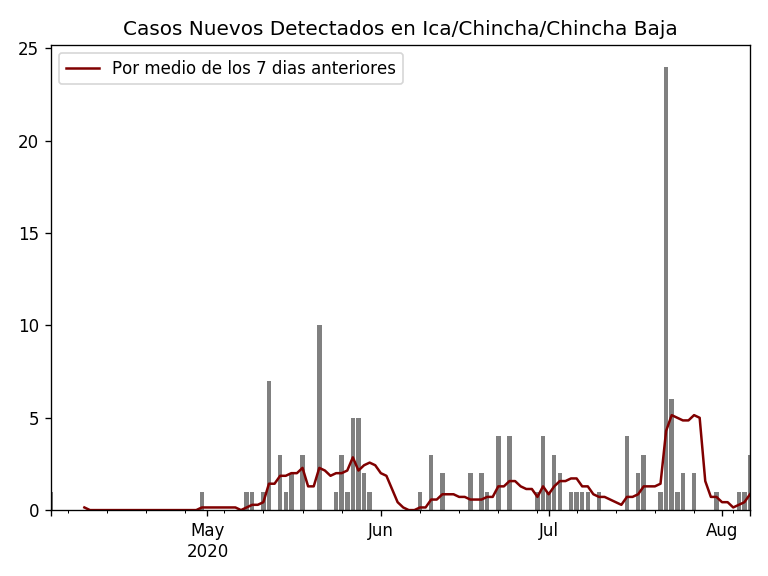 Casos Nuevos Detectados en Ica/Chincha/Chincha Baja
Por medio de los 7 dias anteriores
25
20
15
10
5
0
May Jun Jul Aug
2020